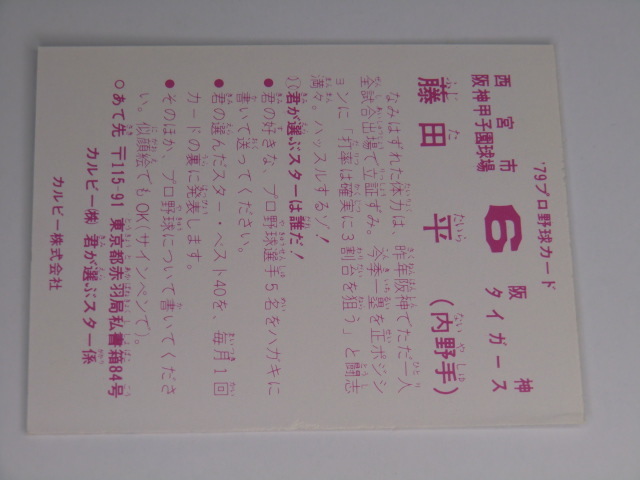 '79プロ野球カード
阪神
タイガース
6
西宮市
阪神甲子園球場
藤田 平(内野手)
なみはずれた体力は、昨年阪神でただ一人
全試合出場で立証ずみ。今季一塁を正ポジシ
ョンに「打率は確実に3割台を狙う」と闘志
満々。ハッスルするゾ!
①君が選ぶスターは誰だ!
●君の好きな、プロ野球選手5名をハガキに
書いて送ってください。
●君の選んだスター・ベスト40を 毎月1回
カードの裏に発表します。
●そのほか、プロ野球について書いてくださ
い。似顔絵でもOK(サインペンで)。
○あて先 〒115-91 東京都赤羽局私書箱84号
カルビー㈱ 君が選ぶスター係
カルビー株式会社